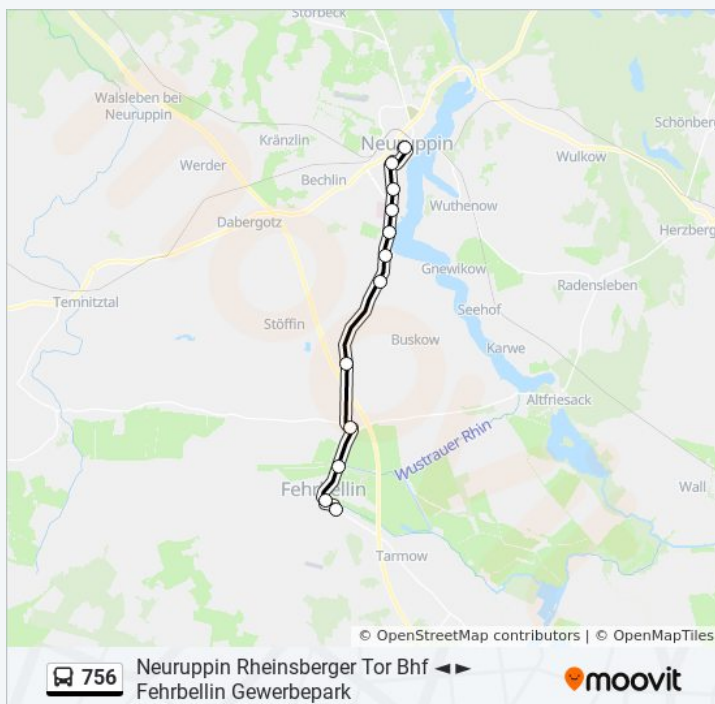 Storbeck
Walsleben bei
Neuruppin
Kränzlin
Neuruppin
Schönberg
Werder
Bechlin
Wulkow
Wuthenow
Dabergotz
Herzberg
Gnewikow
Temnitztal
Radensleben
Stöffin
Seehof
Buskow
Karwe
Altfriesack
Wustrauer Rhin
Fehrbellin
Wall
Tarmow
© OpenStreetMap contributors | © OpenMapTiles
756
Neuruppin Rheinsberger Tor Bhf ◄ ►
Fehrbellin Gewerbepark
moovit